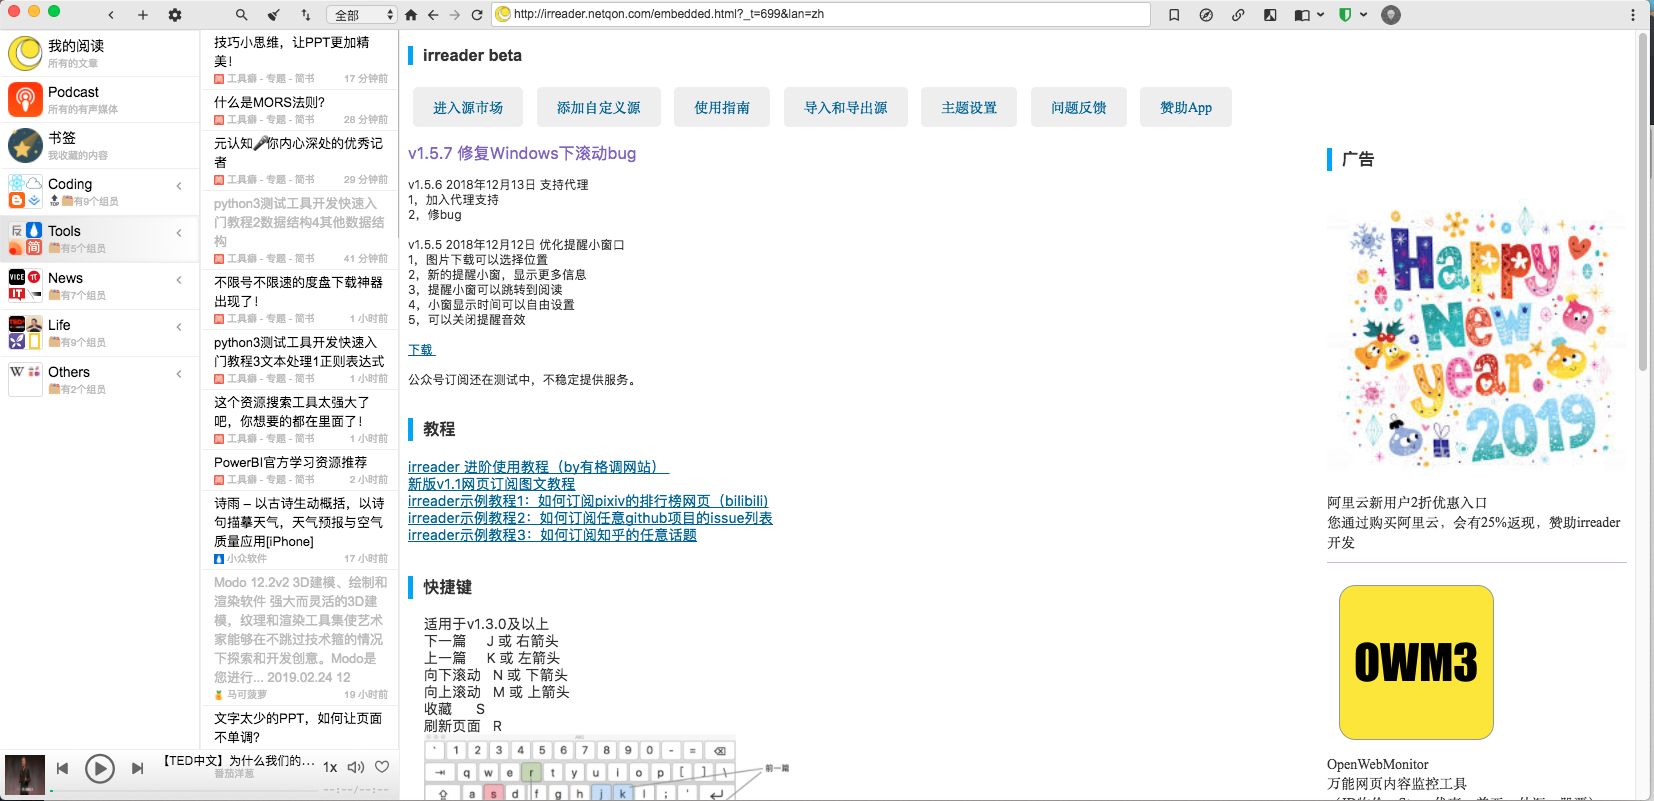 全部
http://irreader.netqon.com/embedded.html?_t=699&lan=zh
我的阅读
所有的文章
Podcast
所有的有声媒体
书签
我收藏的内容
Coding
有9个组员
Tools
有5个组员
News
有7个组员
Life
有9个组员
Others
有2个组员
技巧小思维，让PPT更加精
美！
工具癖 - 专题 - 简书 17 分钟前
什么是MORS法则?
工具癖 - 专题 - 简书 28 分钟前
元认知🎤你内心深处的优秀记
者
工具癖 - 专题 - 简书 29 分钟前
python3测试工具开发快速入
门教程2数据结构4其他数据结
构
工具癖 - 专题 - 简书 41 分钟前
不限号不限速的度盘下载神器
出现了!
工具癖 - 专题 - 简书 1 小时前
python3测试工具开发快速入
门教程3文本处理1正则表达式
工具癖 - 专题 - 简书 1 小时前
这个资源搜索工具太强大了
吧，你想要的都在里面了！
工具癖 - 专题 - 简书 1 小时前
PowerBI官方学习资源推荐
工具癖 - 专题 - 简书 2 小时前
诗雨 – 以古诗生动概括，以诗
句描摹天气，天气预报与空气
质量应用[iPhone]
小众软件 17 小时前
Modo 12.2v2 3D建模、绘制和
渲染软件 强大而灵活的3D建
模，纹理和渲染工具集使艺术
家能够在不跳过技术箍的情况
下探索和开发创意。Modo是
您进行... 2019.02.24 12
马可菠萝 19 小时前
文字太少的PPT，如何让页面
不单调?
【TED中文】为什么我们的...
番茄洋葱
1x
--:--/--:--
irreader beta
进入源市场
添加自定义源
使用指南
导入和导出源
主题设置
问题反馈
赞助App
v1.5.7 修复Windows下滚动bug
v1.5.6 2018年12月13日 支持代理
1，加入代理支持
2，修bug
v1.5.5 2018年12月12日 优化提醒小窗口
1，图片下载可以选择位置
2，新的提醒小窗，显示更多信息
3，提醒小窗可以跳转到阅读
4，小窗显示时间可以自由设置
5，可以关闭提醒音效
下载
公众号订阅还在测试中，不稳定提供服务。
教程
irreader 进阶使用教程（by有格调网站）
新版v1.1网页订阅图文教程
irreader示例教程1：如何订阅pixiv的排行榜网页（bilibili)
irreader示例教程2：如何订阅任意github项目的issue列表
irreader示例教程3：如何订阅知乎的任意话题
快捷键
适用于v1.3.0及以上
下一篇 J 或 右箭头
上一篇 K 或 左箭头
向下滚动 N 或 下箭头
向上滚动 M 或 上箭头
收藏 S
刷新页面 R
` 1 2 3 4 5 6 7 8 9 0 - =
q w e r t y u i o p [ ] \
a s d f g h j k l ; '
前一篇
广告
Happy
New
year
2019
阿里云新用户2折优惠入口
您通过购买阿里云，会有25%返现，赞助irreader
开发
OWM3
OpenWebMonitor
万能网页内容监控工具